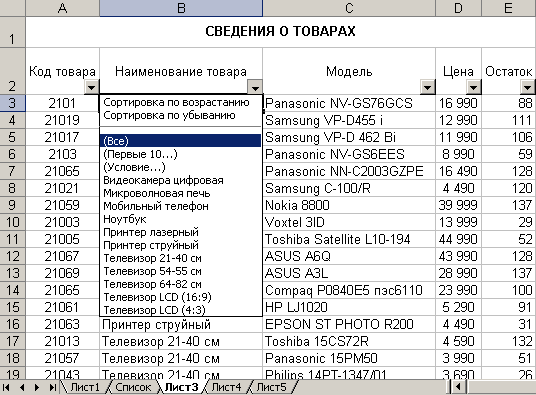 A B C D E
1 СВЕДЕНИЯ О ТОВАРАХ
2 Код товара Наименование товара Модель Цена Остаток
3 2101 Panasonic NV-GS76GCS 16 990 88
4 21019 Samsung VP-D455 i 12 990 111
5 21017 Samsung VP-D 462 Bi 11 990 106
6 2103 Panasonic NV-GS6EES 8 990 59
7 21065 Panasonic NN-C2003GZPE 16 490 128
8 21021 Samsung C-100/R 4 490 120
9 21059 Nokia 8800 39 999 137
10 21003 Voxtel 3ID 13 999 29
11 21005 Toshiba Satellite L10-194 44 990 52
12 21067 ASUS A6Q 43 990 128
13 21069 ASUS A3L 28 990 137
14 21065 Compaq P0840E5 пэс6110 23 990 100
15 21061 HP LJ1020 5 290 91
16 21063 Принтер струйный EPSON ST PHOTO R200 4 490 31
17 21013 Телевизор 21-40 см Toshiba 15CS72R 4 500 132
18 21057 Телевизор 21-40 см Panasonic 15PM50 3 990 51
19 21043 Телевизор 21-40 см Philips 14PT-1347/01 3 690 26
Сортировка по возрастанию
Сортировка по убыванию
(Все)
(Первые 10...)
(Условие...)
Видеокамера цифровая
Микроволновая печь
Мобильный телефон
Ноутбук
Принтер лазерный
Принтер струйный
Телевизор 21-40 см
Телевизор 54-55 см
Телевизор 64-82 см
Телевизор LCD (16:9)
Телевизор LCD (4:3)
Лист1 Список Лист3 Лист4 Лист5